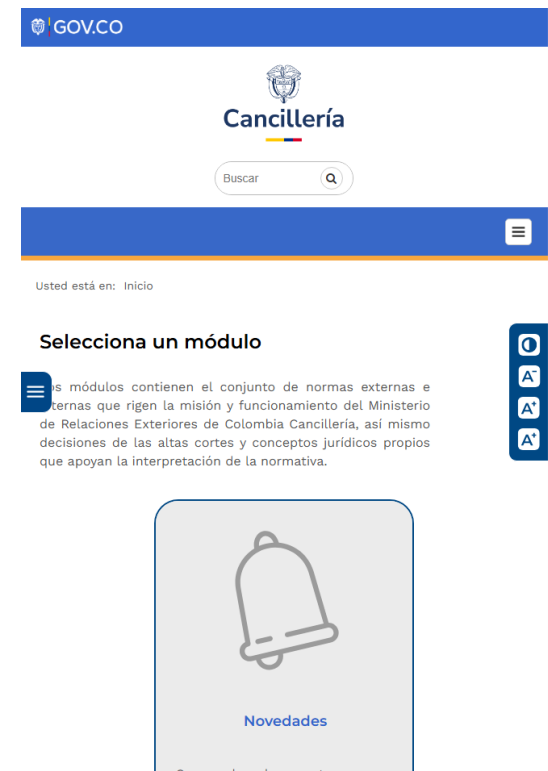 GOV.CO
Cancillería
Buscar
Usted está en: Inicio
Selecciona un módulo
módulos contienen el conjunto de normas externas e
que rigen la misión y funcionamiento del Ministerio
de Relaciones Exteriores de Colombia Cancillería, así mismo
decisiones de las altas cortes y conceptos jurídicos propios
que apoyan la interpretación de la normativa.
A-
A+
A+
Novedades